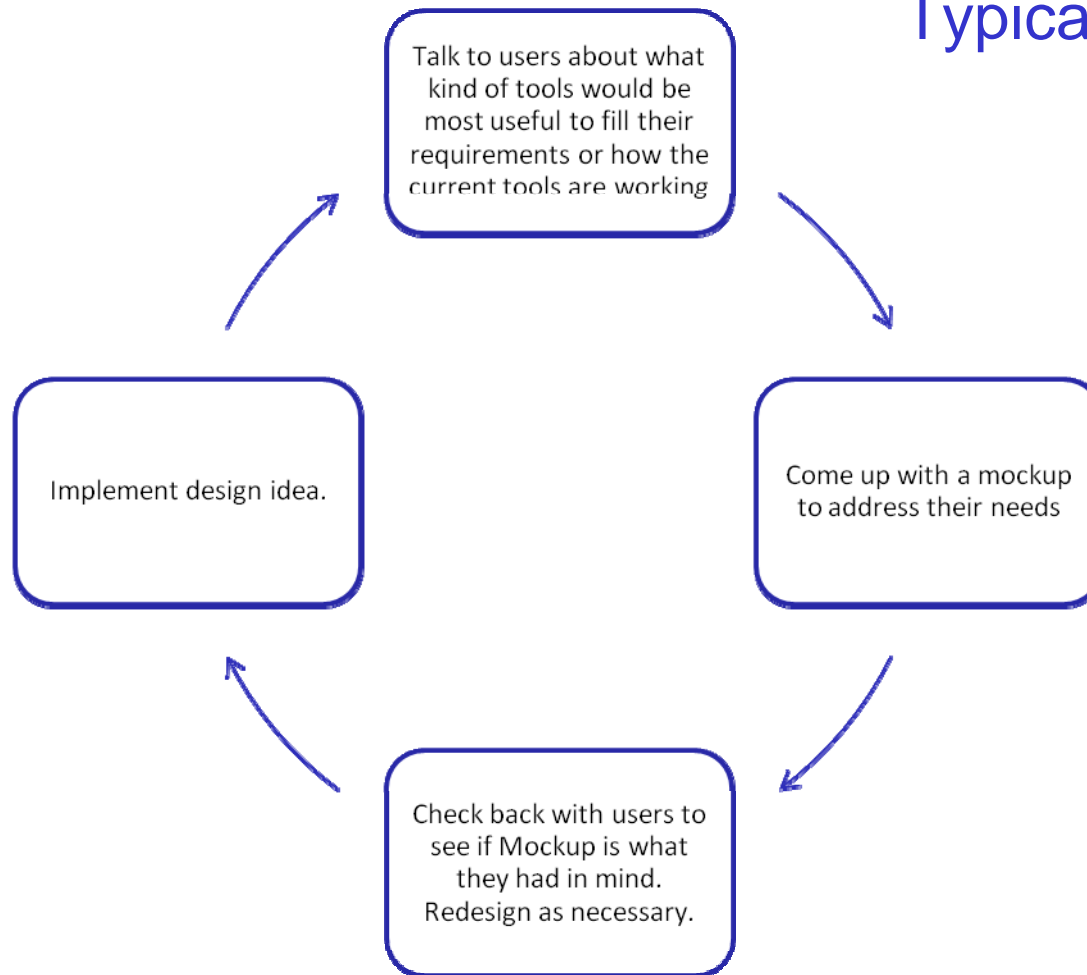 Typica
Talk to users about what
kind of tools would be
most useful to fill their
requirements or how the
current tools are working
Come up with a mockup
to address their needs
Check back with users to
see if Mockup is what
they had in mind.
Redesign as necessary.
Implement design idea.